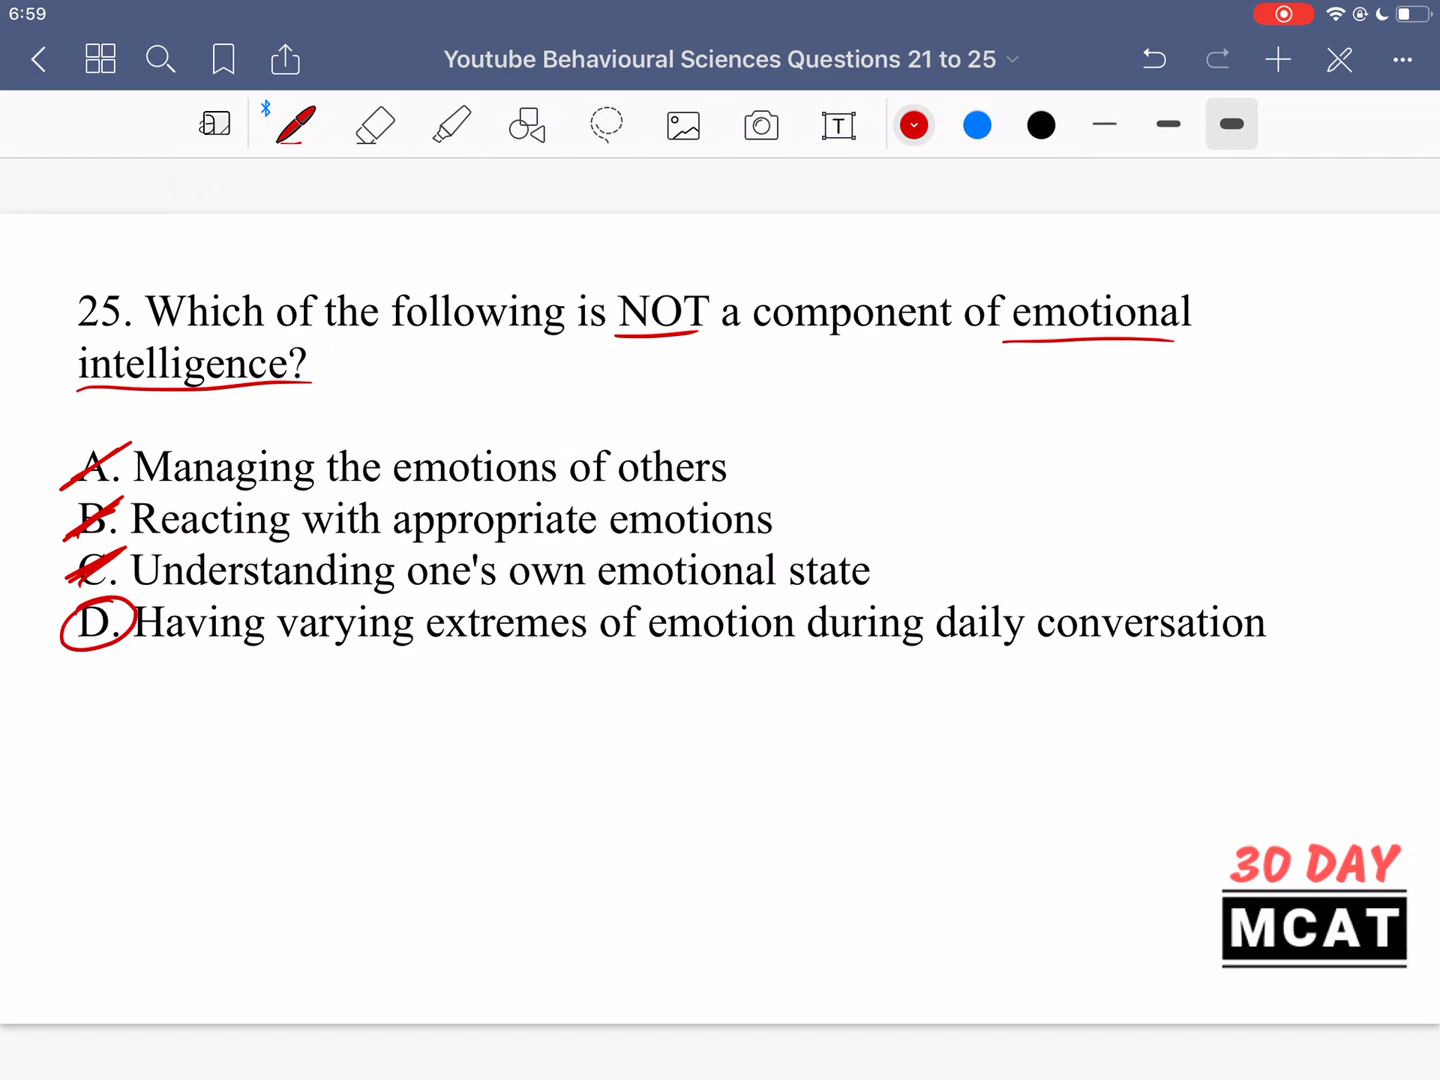 6:59
Youtube Behavioural Sciences Questions 21 to 25
T
25. Which of the following is NOT a component of emotional
intelligence?
A. Managing the emotions of others
B. Reacting with appropriate emotions
C. Understanding one's own emotional state
D. Having varying extremes of emotion during daily conversation
30 DAY
MCAT